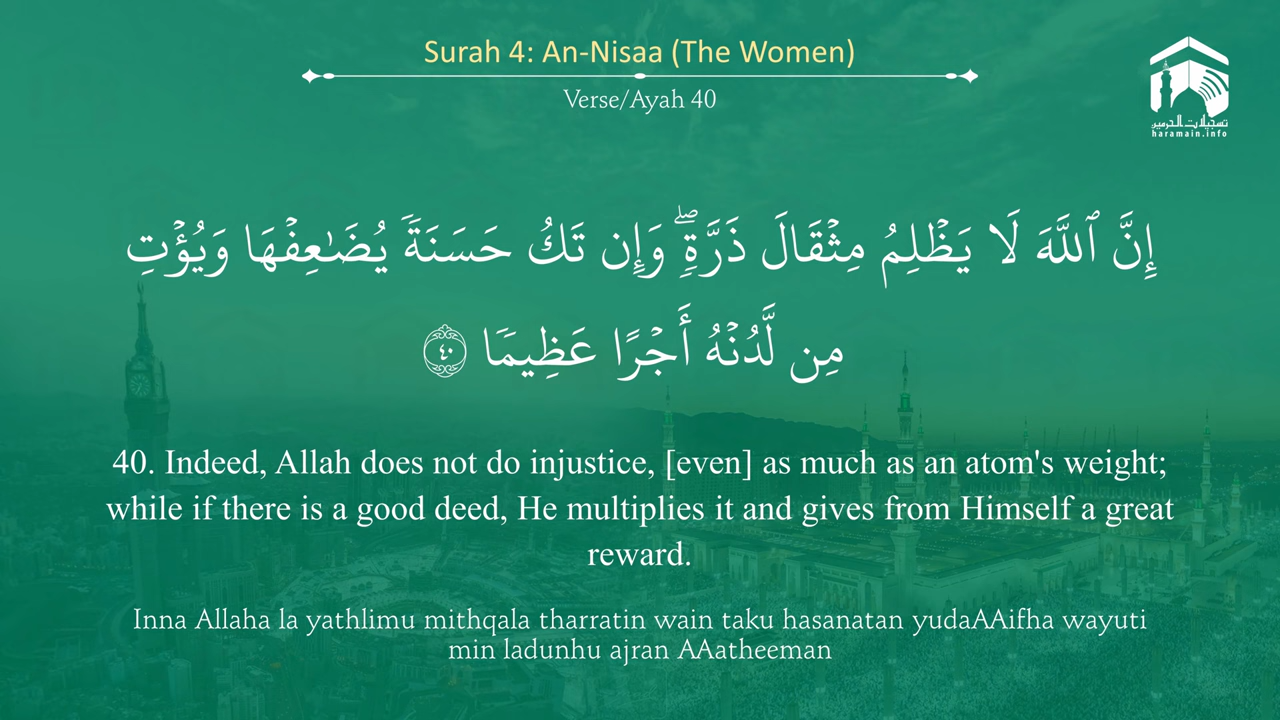 Surah 4: An-Nisaa (The Women)
Verse/Ayah 40
تسجيلات الحرمين
haramain.info
إِنَّ ٱللَّهَ لَا يَظۡلِمُ مِثۡقَالَ ذَرَّةٖۖ وَإِن تَكُ حَسَنَةٗ يُضَٰعِفۡهَا وَيُؤۡتِ
مِن لَّدُنۡهُ أَجۡرًا عَظِيمٗا ٤٠
40. Indeed, Allah does not do injustice, [even] as much as an atom's weight;
while if there is a good deed, He multiplies it and gives from Himself a great
reward.
Inna Allaha la yathlimu mithqala tharratin wain taku hasanatan yudaAAifha wayuti
min ladunhu ajran AAatheeman